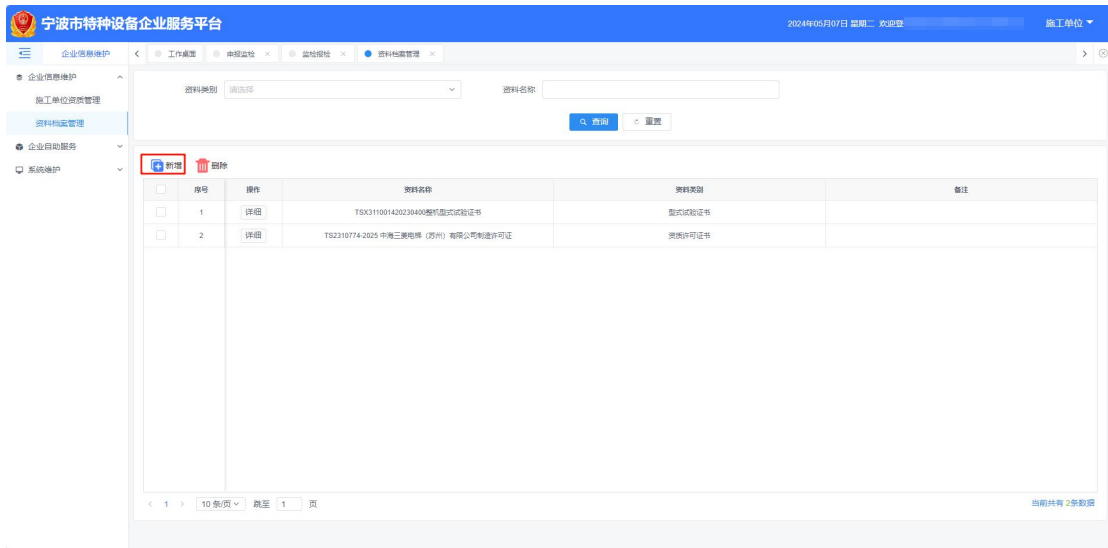 宁波市特种设备企业服务平台
2024年05月07日 星期二 欢迎登
施工单位
企业信息维护
工作桌面
申报监检
监检报检
资料档案管理
企业信息维护
施工单位资质管理
资料档案管理
企业自助服务
系统维护
资料类别 请选择
资料名称
查询 重置
新增 删除
序号 操作 资料名称 资料类别 备注
1 详细 TSX311001420230400整机型式试验证书 型式试验证书
2 详细 TS2310774-2025 中海三菱电梯（苏州）有限公司制造许可证 资质许可证书
1 10 条/页 跳至 1 页
当前共有 2条数据